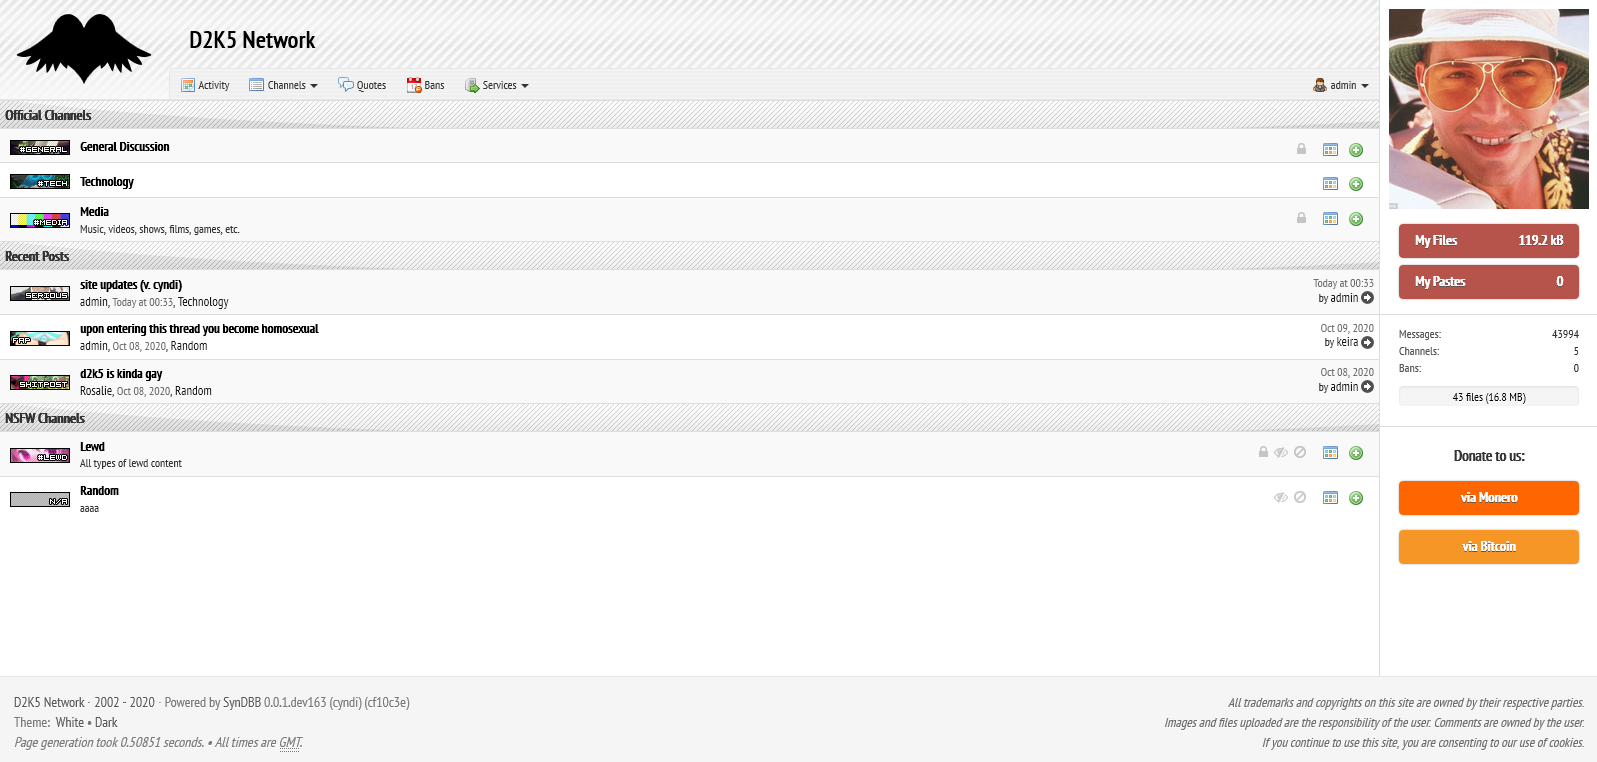 D2K5 Network
Activity Channels Quotes Bans Services admin
Official Channels
#GENERAL General Discussion
#TECH Technology
#MEDIA Media
Music, videos, shows, films, games, etc.
Recent Posts
SERIOUS site updates (v. cyndi) Today at 00:33
admin, Today at 00:33, Technology by admin
FAP upon entering this thread you become homosexual Oct 09, 2020
admin, Oct 08, 2020, Random by keira
SHITPOST d2k5 is kinda gay Oct 08, 2020
Rosalie, Oct 08, 2020, Random by admin
NSFW Channels
#LEWD Lewd
All types of lewd content
N/A Random
aaaa
My Files 119.2 kB
My Pastes 0
Messages: 43994
Channels: 5
Bans: 0
43 files (16.8 MB)
Donate to us:
via Monero
via Bitcoin
D2K5 Network · 2002 - 2020 · Powered by SynDBB 0.0.1.dev163 (cyndi) (cf10c3e)
Theme: White • Dark
Page generation took 0.50851 seconds. • All times are GMT.
All trademarks and copyrights on this site are owned by their respective parties.
Images and files uploaded are the responsibility of the user. Comments are owned by the user.
If you continue to use this site, you are consenting to our use of cookies.